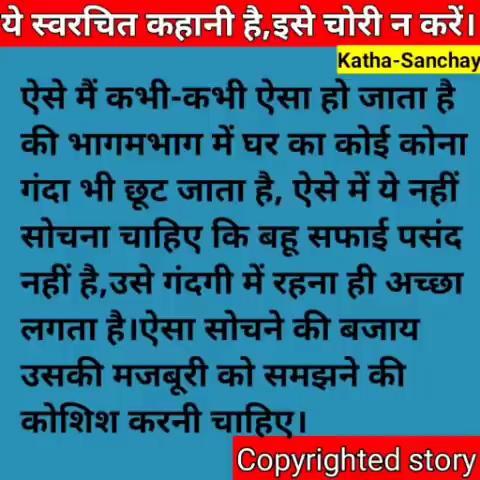 ये स्वरचित कहानी है,इसे चोरी न करें।
Katha-Sanchay
ऐसे मैं कभी-कभी ऐसा हो जाता है
की भागमभाग में घर का कोई कोना
गंदा भी छूट जाता है, ऐसे में ये नहीं
सोचना चाहिए कि बहू सफाई पसंद
नहीं है,उसे गंदगी में रहना ही अच्छा
लगता है।ऐसा सोचने की बजाय
उसकी मजबूरी को समझने की
कोशिश करनी चाहिए।
Copyrighted story